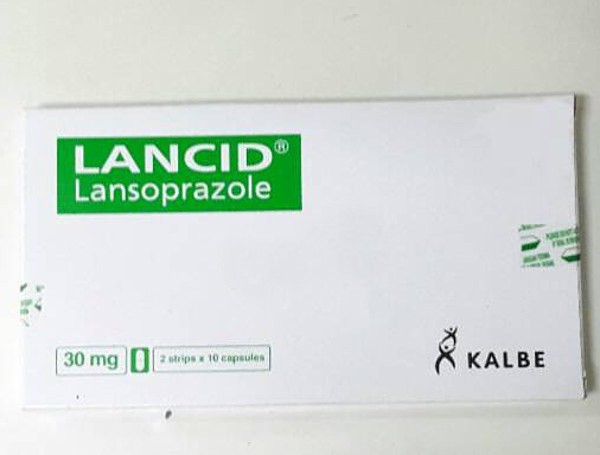 LANCID®
Lansoprazole
30 mg
2 strips x 10 capsules
KALBE